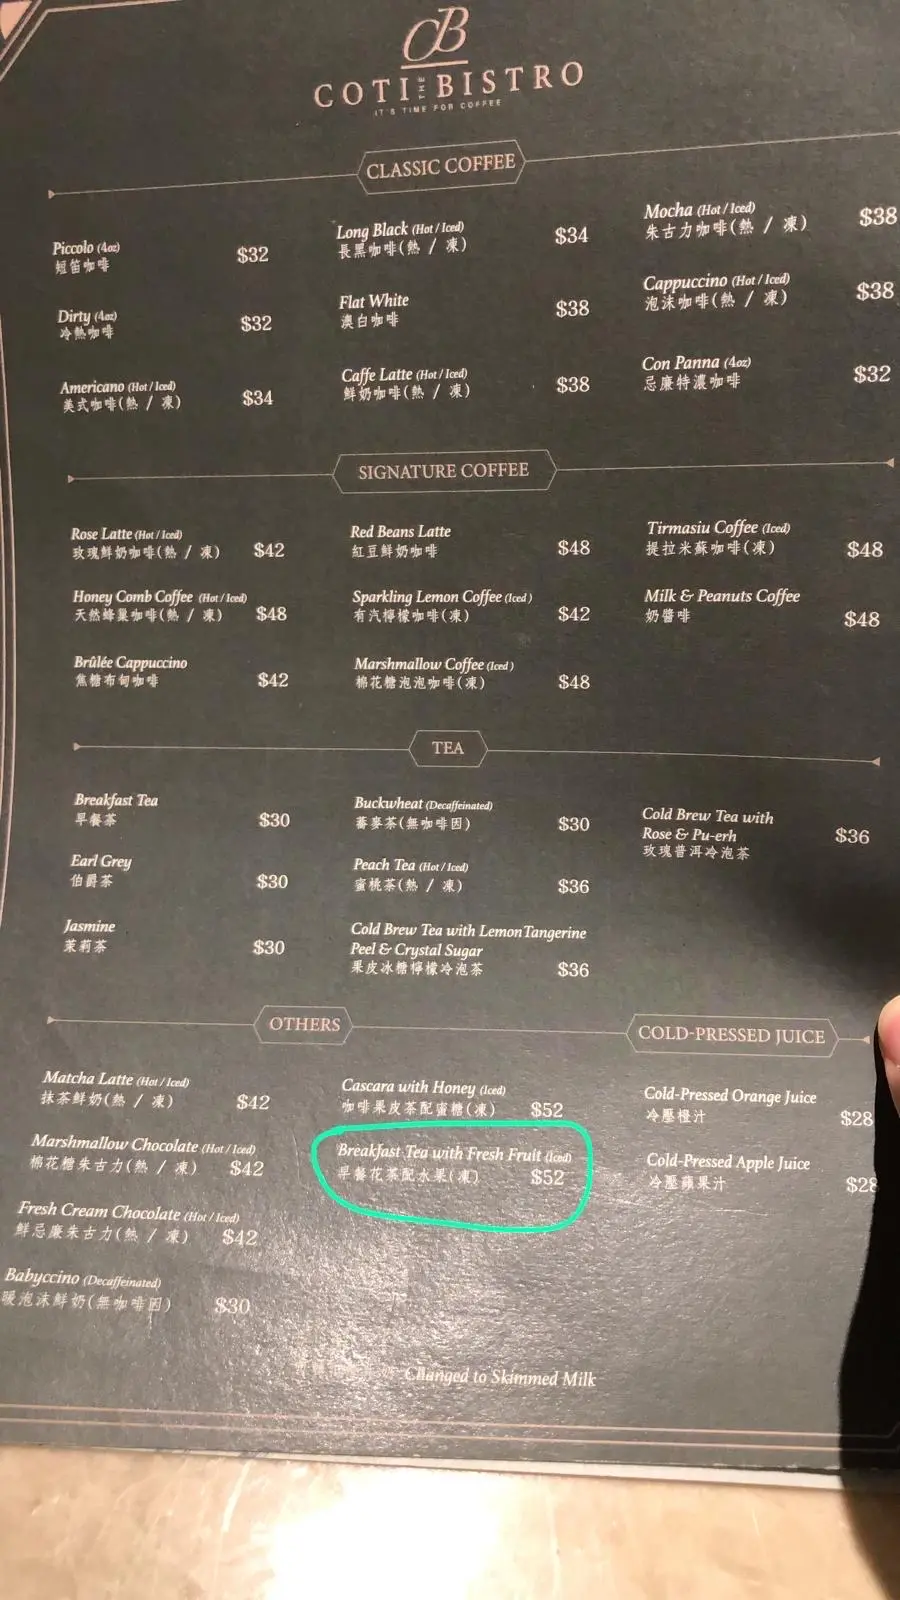 CB
COTI THE BISTRO
IT'S TIME FOR COFFEE
CLASSIC COFFEE
Piccolo (4oz) $32
短笛咖啡
Dirty (4oz) $32
冷熱咖啡
Americano (Hot / Iced) $34
美式咖啡(熱 / 凍)
Long Black (Hot / Iced) $34
長黑咖啡(熱 / 凍)
Flat White $38
澳白咖啡
Caffe Latte (Hot / Iced) $38
鮮奶咖啡(熱 / 凍)
Mocha (Hot / Iced) $38
朱古力咖啡(熱 / 凍)
Cappuccino (Hot / Iced) $38
泡沫咖啡(熱 / 凍)
Con Panna (4oz) $32
忌廉特濃咖啡
SIGNATURE COFFEE
Rose Latte (Hot / Iced) $42
玫瑰鮮奶咖啡(熱 / 凍)
Honey Comb Coffee (Hot / Iced) $48
天然蜂巢咖啡(熱 / 凍)
Brûlée Cappuccino $42
焦糖布甸咖啡
Red Beans Latte $48
紅豆鮮奶咖啡
Sparkling Lemon Coffee (Iced) $42
有汽檸檬咖啡(凍)
Marshmallow Coffee (Iced) $48
棉花糖泡泡咖啡(凍)
Tirmasiu Coffee (Iced) $48
提拉米蘇咖啡(凍)
Milk & Peanuts Coffee $48
奶醬啡
TEA
Breakfast Tea $30
早餐茶
Earl Grey $30
伯爵茶
Jasmine $30
茉莉茶
Buckwheat (Decaffeinated) $30
蕎麥茶(無咖啡因)
Peach Tea (Hot / Iced) $36
蜜桃茶(熱 / 凍)
Cold Brew Tea with Lemon Tangerine
Peel & Crystal Sugar
果皮冰糖檸檬冷泡茶 $36
Cold Brew Tea with
Rose & Pu-erh $36
玫瑰普洱冷泡茶
OTHERS
Matcha Latte (Hot / Iced) $42
抹茶鮮奶(熱 / 凍)
Marshmallow Chocolate (Hot / Iced) $42
棉花糖朱古力(熱 / 凍)
Fresh Cream Chocolate (Hot / Iced) $42
鮮忌廉朱古力(熱 / 凍)
Babyccino (Decaffeinated) $30
暖泡沫鮮奶(無咖啡因)
Cascara with Honey (Iced) $52
咖啡果皮茶配蜜糖(凍)
Breakfast Tea with Fresh Fruit (Iced) $52
早餐花茶配水果(凍)
COLD-PRESSED JUICE
Cold-Pressed Orange Juice $28
冷壓橙汁
Cold-Pressed Apple Juice $28
冷壓蘋果汁
Changed to Skimmed Milk